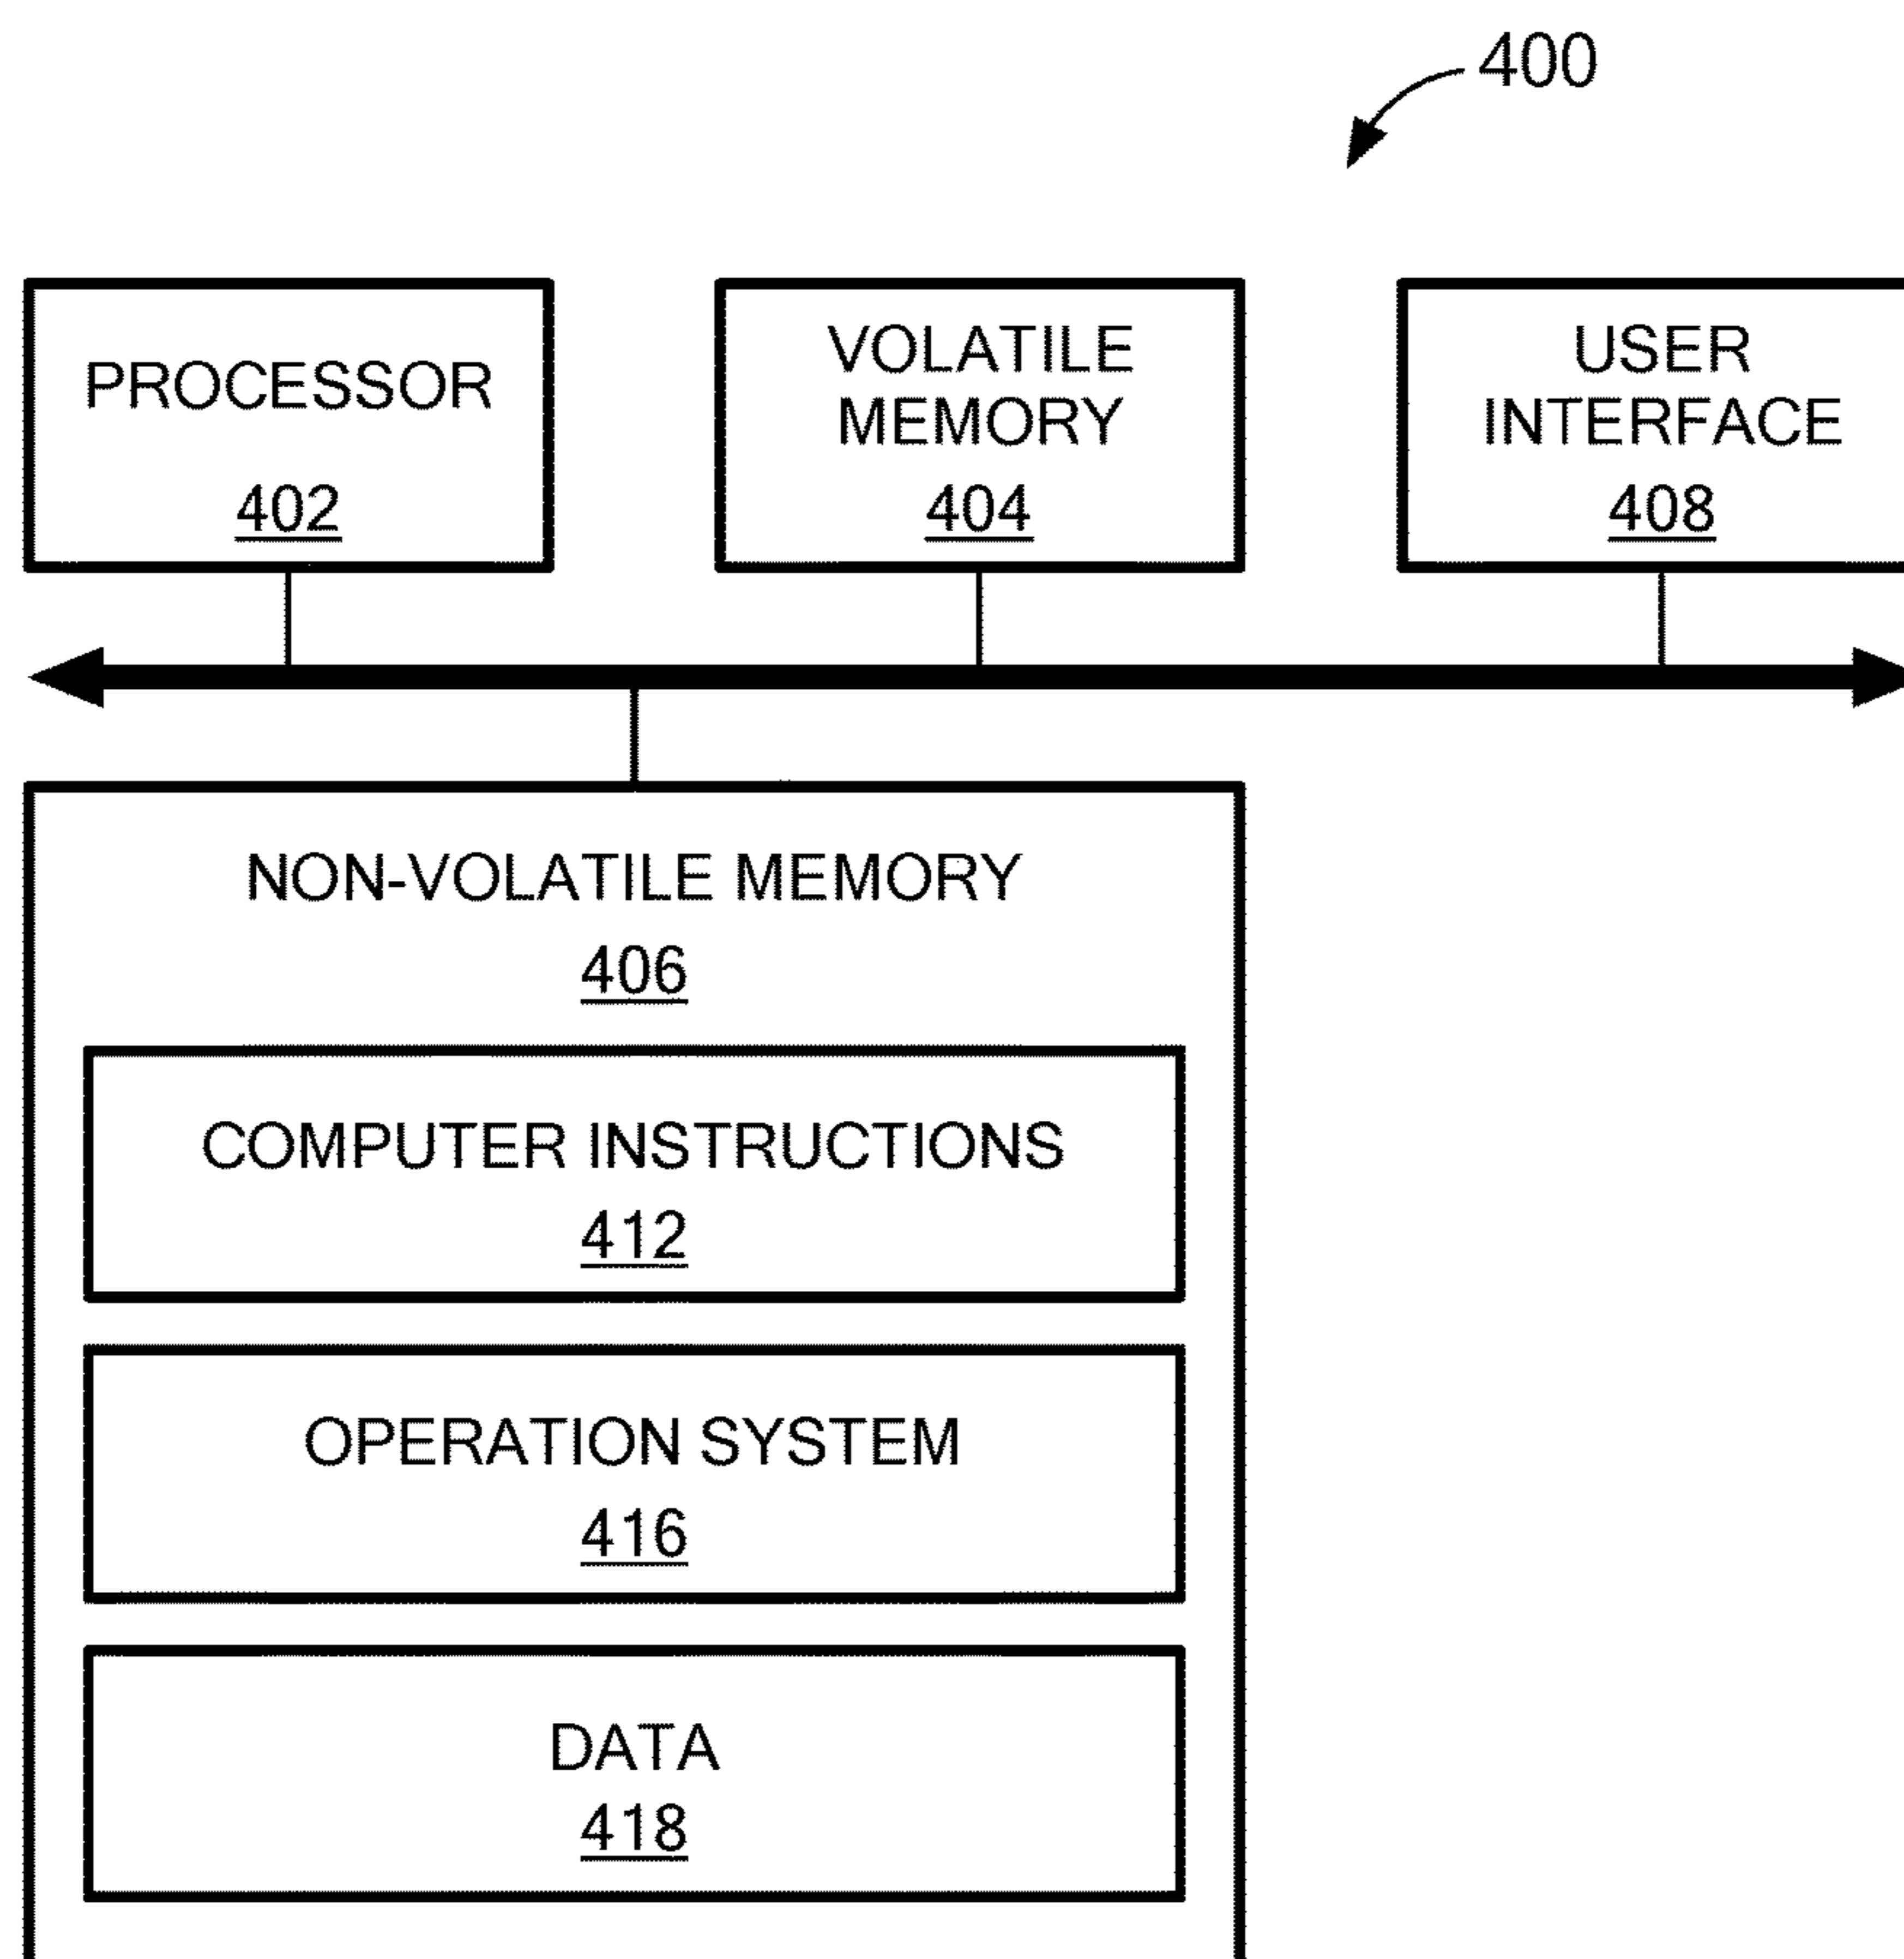 400
PROCESSOR
402
VOLATILE
MEMORY
404
USER
INTERFACE
408
NON-VOLATILE MEMORY
406
COMPUTER INSTRUCTIONS
412
OPERATION SYSTEM
416
DATA
418